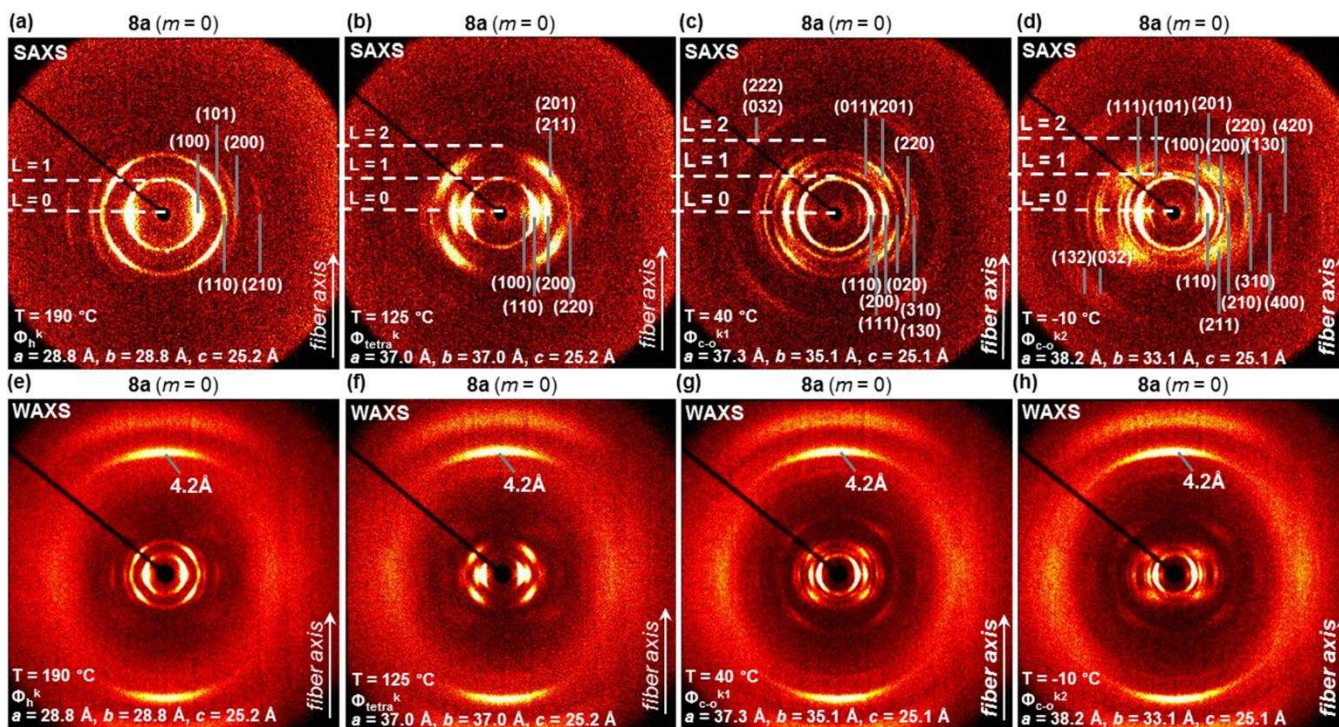 (a) 8a (m = 0)
SAXS
(101)
(100) (200)
L = 1
L = 0
(110) (210)
T = 190 °C
Φh^k
a = 28.8 Å, b = 28.8 Å, c = 25.2 Å
fiber axis
(b) 8a (m = 0)
SAXS
(201)
(211)
L = 2
L = 1
L = 0
(100) (200)
(110) (220)
T = 125 °C
Φtetra^k
a = 37.0 Å, b = 37.0 Å, c = 25.2 Å
fiber axis
(c) 8a (m = 0)
SAXS
(222)
(032)
(011) (201)
L = 2
(220)
L = 1
L = 0
(110) (020)
(200) (310)
(111) (130)
T = 40 °C
Φc-o^k1
a = 37.3 Å, b = 35.1 Å, c = 25.1 Å
fiber axis
(d) 8a (m = 0)
SAXS
(111) (101) (201)
L = 2
(220) (420)
(100) (200) (130)
L = 1
L = 0
(132) (032)
(110) (310)
(210) (400)
(211)
T = -10 °C
Φc-o^k2
a = 38.2 Å, b = 33.1 Å, c = 25.1 Å
fiber axis
(e) 8a (m = 0)
WAXS
4.2Å
T = 190 °C
Φh^k
a = 28.8 Å, b = 28.8 Å, c = 25.2 Å
fiber axis
(f) 8a (m = 0)
WAXS
4.2Å
T = 125 °C
Φtetra^k
a = 37.0 Å, b = 37.0 Å, c = 25.2 Å
fiber axis
(g) 8a (m = 0)
WAXS
4.2Å
T = 40 °C
Φc-o^k1
a = 37.3 Å, b = 35.1 Å, c = 25.1 Å
fiber axis
(h) 8a (m = 0)
WAXS
4.2Å
T = -10 °C
Φc-o^k2
a = 38.2 Å, b = 33.1 Å, c = 25.1 Å
fiber axis